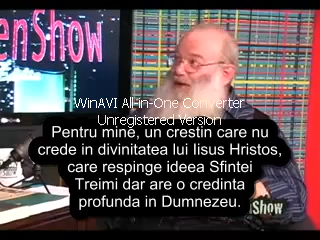 enShow
WinAVI All-in-One Converter
Unregistered Version
Pentru mine, un crestin care nu
crede in divinitatea lui Iisus Hristos,
care respinge ideea Sfintei
Treimi dar are o credinta
profunda in Dumnezeu.
Show